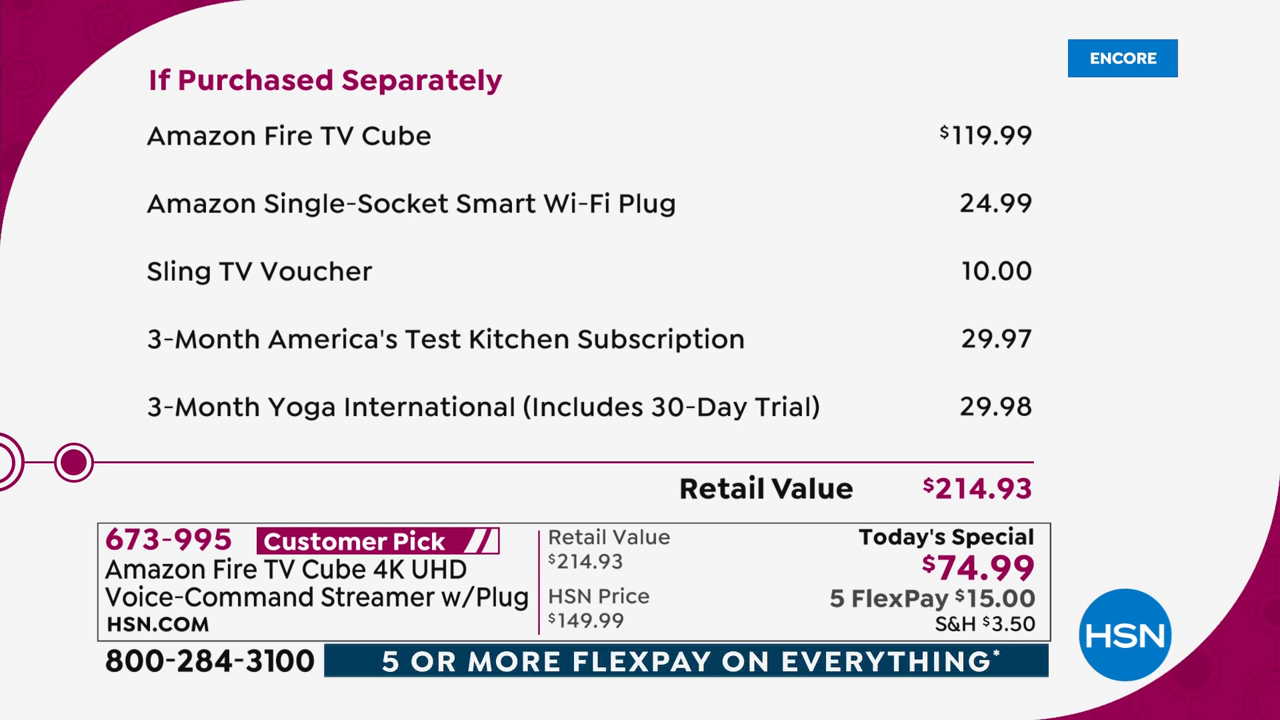 ENCORE
If Purchased Separately
Amazon Fire TV Cube $119.99
Amazon Single-Socket Smart Wi-Fi Plug 24.99
Sling TV Voucher 10.00
3-Month America's Test Kitchen Subscription 29.97
3-Month Yoga International (Includes 30-Day Trial) 29.98
Retail Value $214.93
673-995 Customer Pick
Amazon Fire TV Cube 4K UHD
Voice-Command Streamer w/Plug
HSN.COM
Retail Value
$214.93
HSN Price
$149.99
Today's Special
$74.99
5 FlexPay $15.00
S&H $3.50
HSN
800-284-3100 5 OR MORE FLEXPAY ON EVERYTHING*